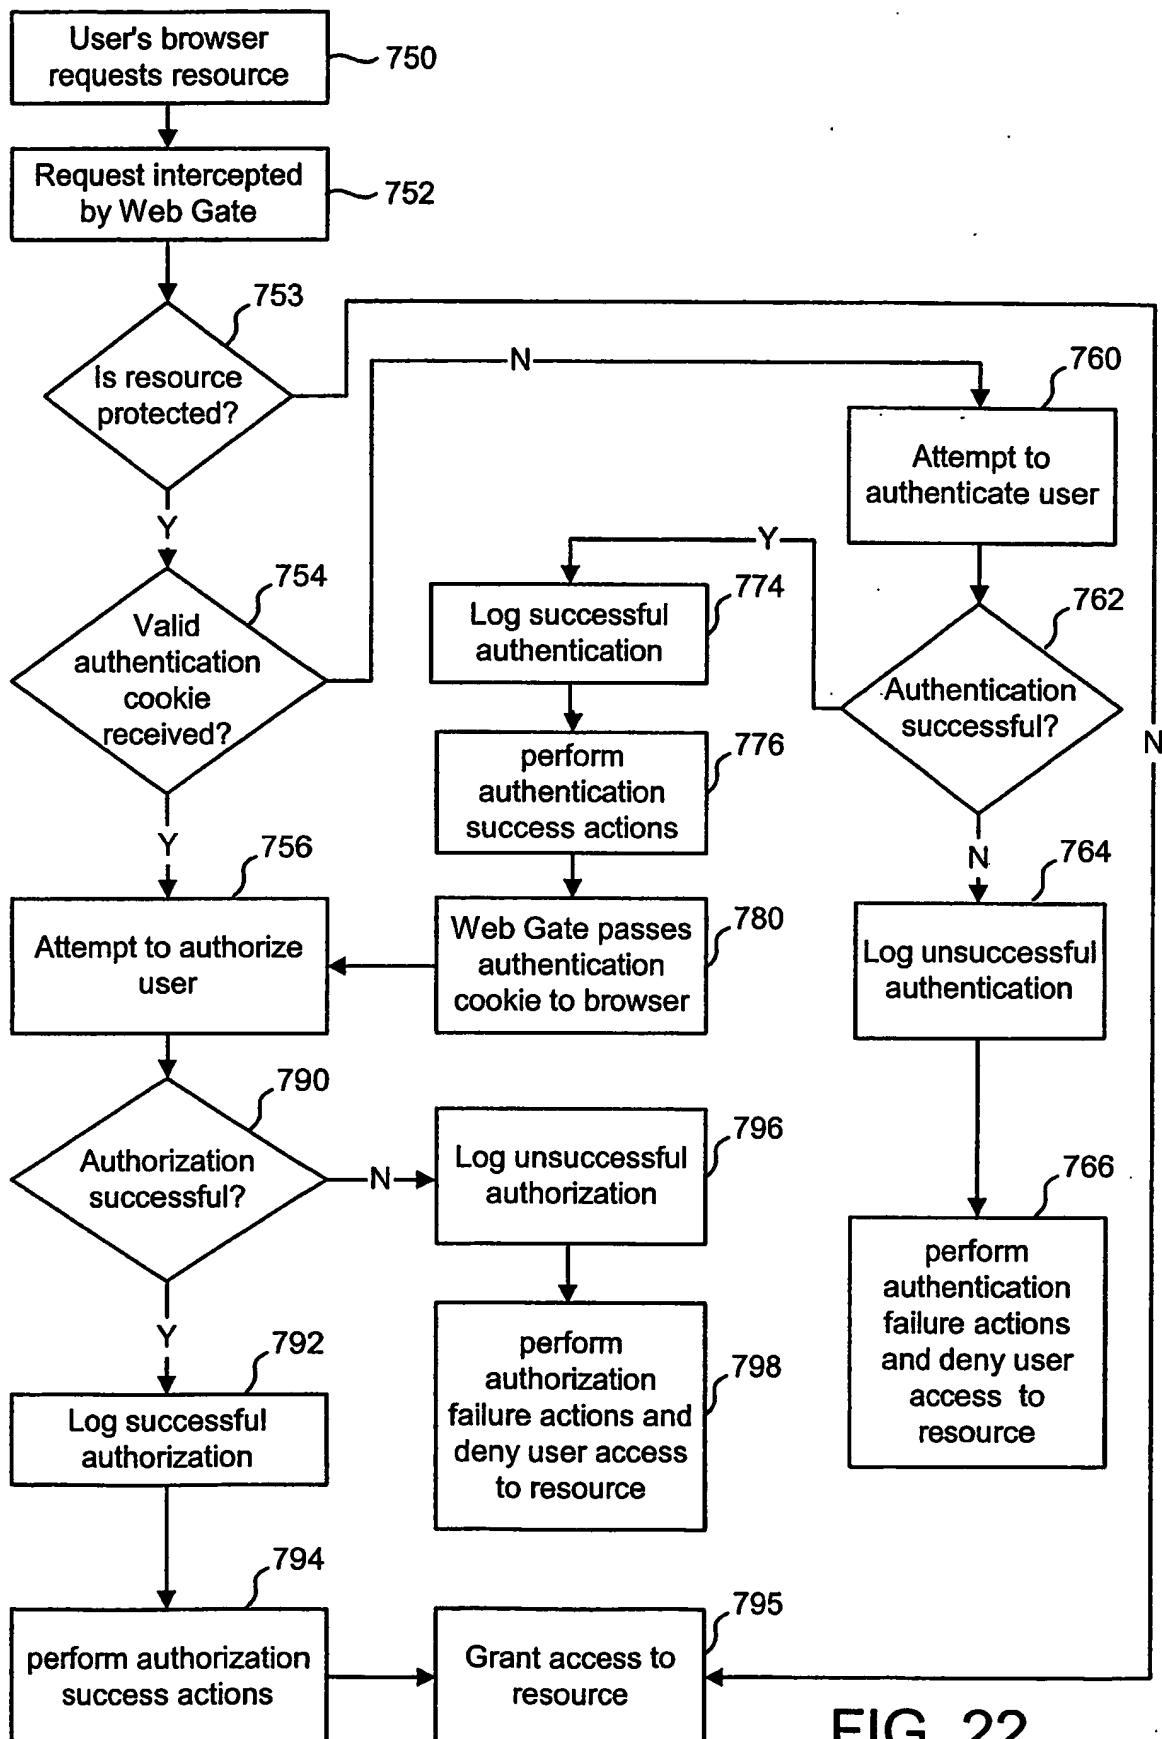 User's browser
requests resource
750
Request intercepted
by Web Gate
752
753
Is resource
protected?
N
760
Attempt to
authenticate user
Y
Y
754
Valid
authentication
cookie
received?
774
Log successful
authentication
762
Authentication
successful?
N
776
perform
authentication
success actions
Y
756
Attempt to authorize
user
780
Web Gate passes
authentication
cookie to browser
N
764
Log unsuccessful
authentication
790
Authorization
successful?
N
796
Log unsuccessful
authorization
766
perform
authentication
failure actions
and deny user
access to
resource
Y
792
Log successful
authorization
798
perform
authorization
failure actions and
deny user access
to resource
794
perform authorization
success actions
795
Grant access to
resource
FIG. 22